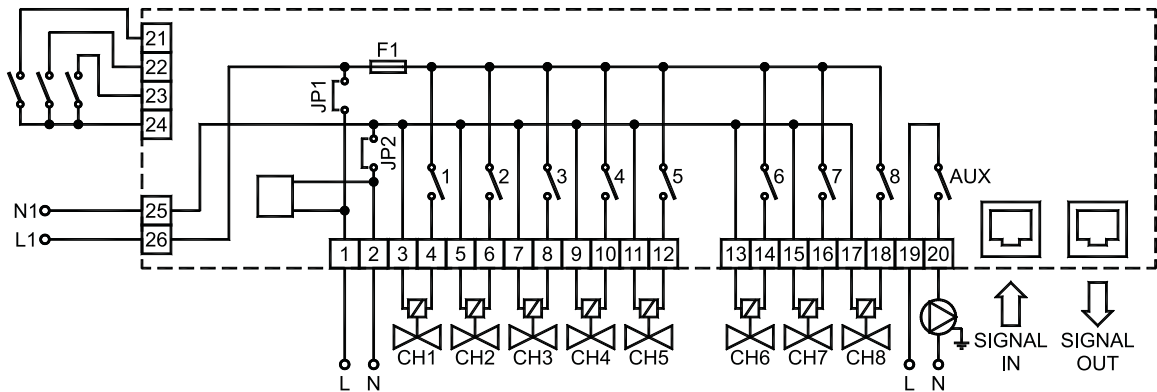 21
22
23
24
N1
25
L1
26
F1
JP1
JP2
1 2 3 4 5
6 7 8 AUX
1 2 3 4 5 6 7 8 9 10 11 12
13 14 15 16 17 18 19 20
CH1 CH2 CH3 CH4 CH5
CH6 CH7 CH8
L N
L N
SIGNAL
IN
SIGNAL
OUT